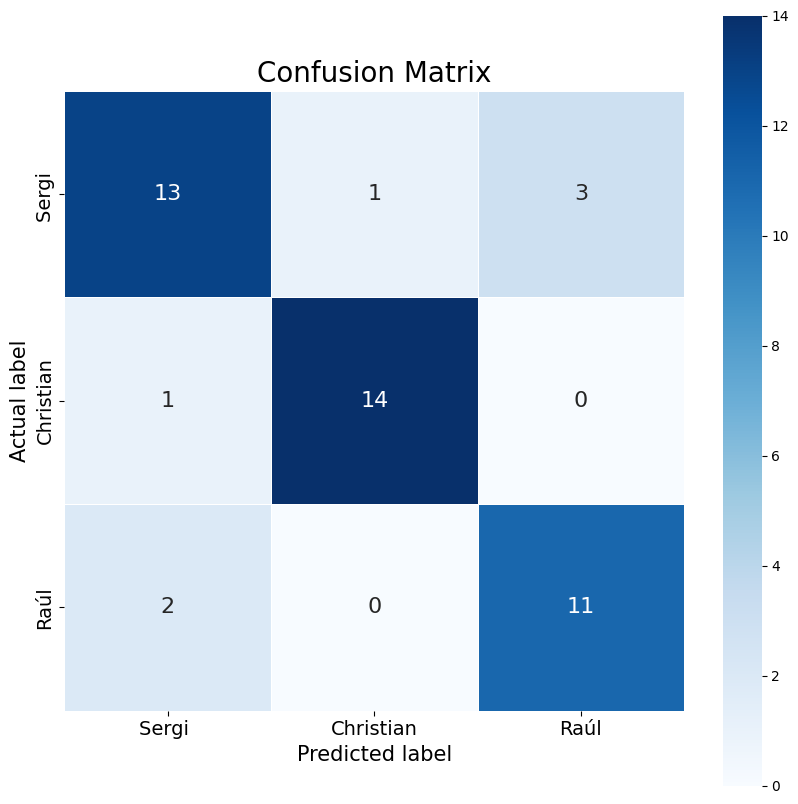 Confusion Matrix
Actual label
Sergi
13 1 3
Christian
1 14 0
Raúl
2 0 11
Sergi Christian Raúl
Predicted label
14
12
10
8
6
4
2
0